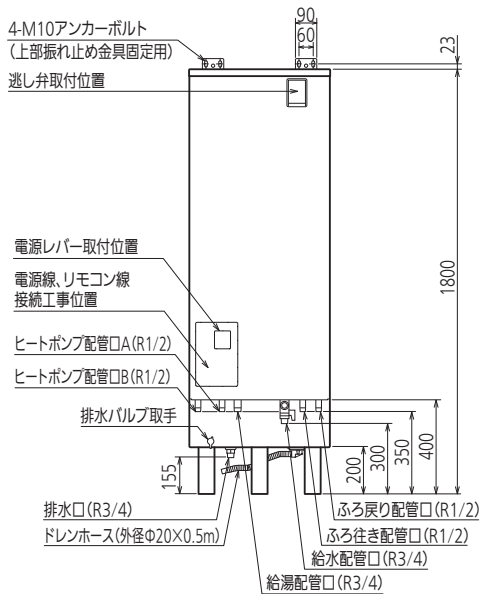 90
4-M10アンカーボルト
(上部振れ止め金具固定用)
60
23
逃し弁取付位置
電源レバー取付位置
電源線、リモコン線
接続工事位置
1800
ヒートポンプ配管口A(R1/2)
ヒートポンプ配管口B(R1/2)
排水バルブ取手
155
200
300
350
400
排水口(R3/4)
ドレンホース(外径Φ20×0.5m)
ふろ戻り配管口(R1/2)
ふろ往き配管口(R1/2)
給水配管口(R3/4)
給湯配管口(R3/4)